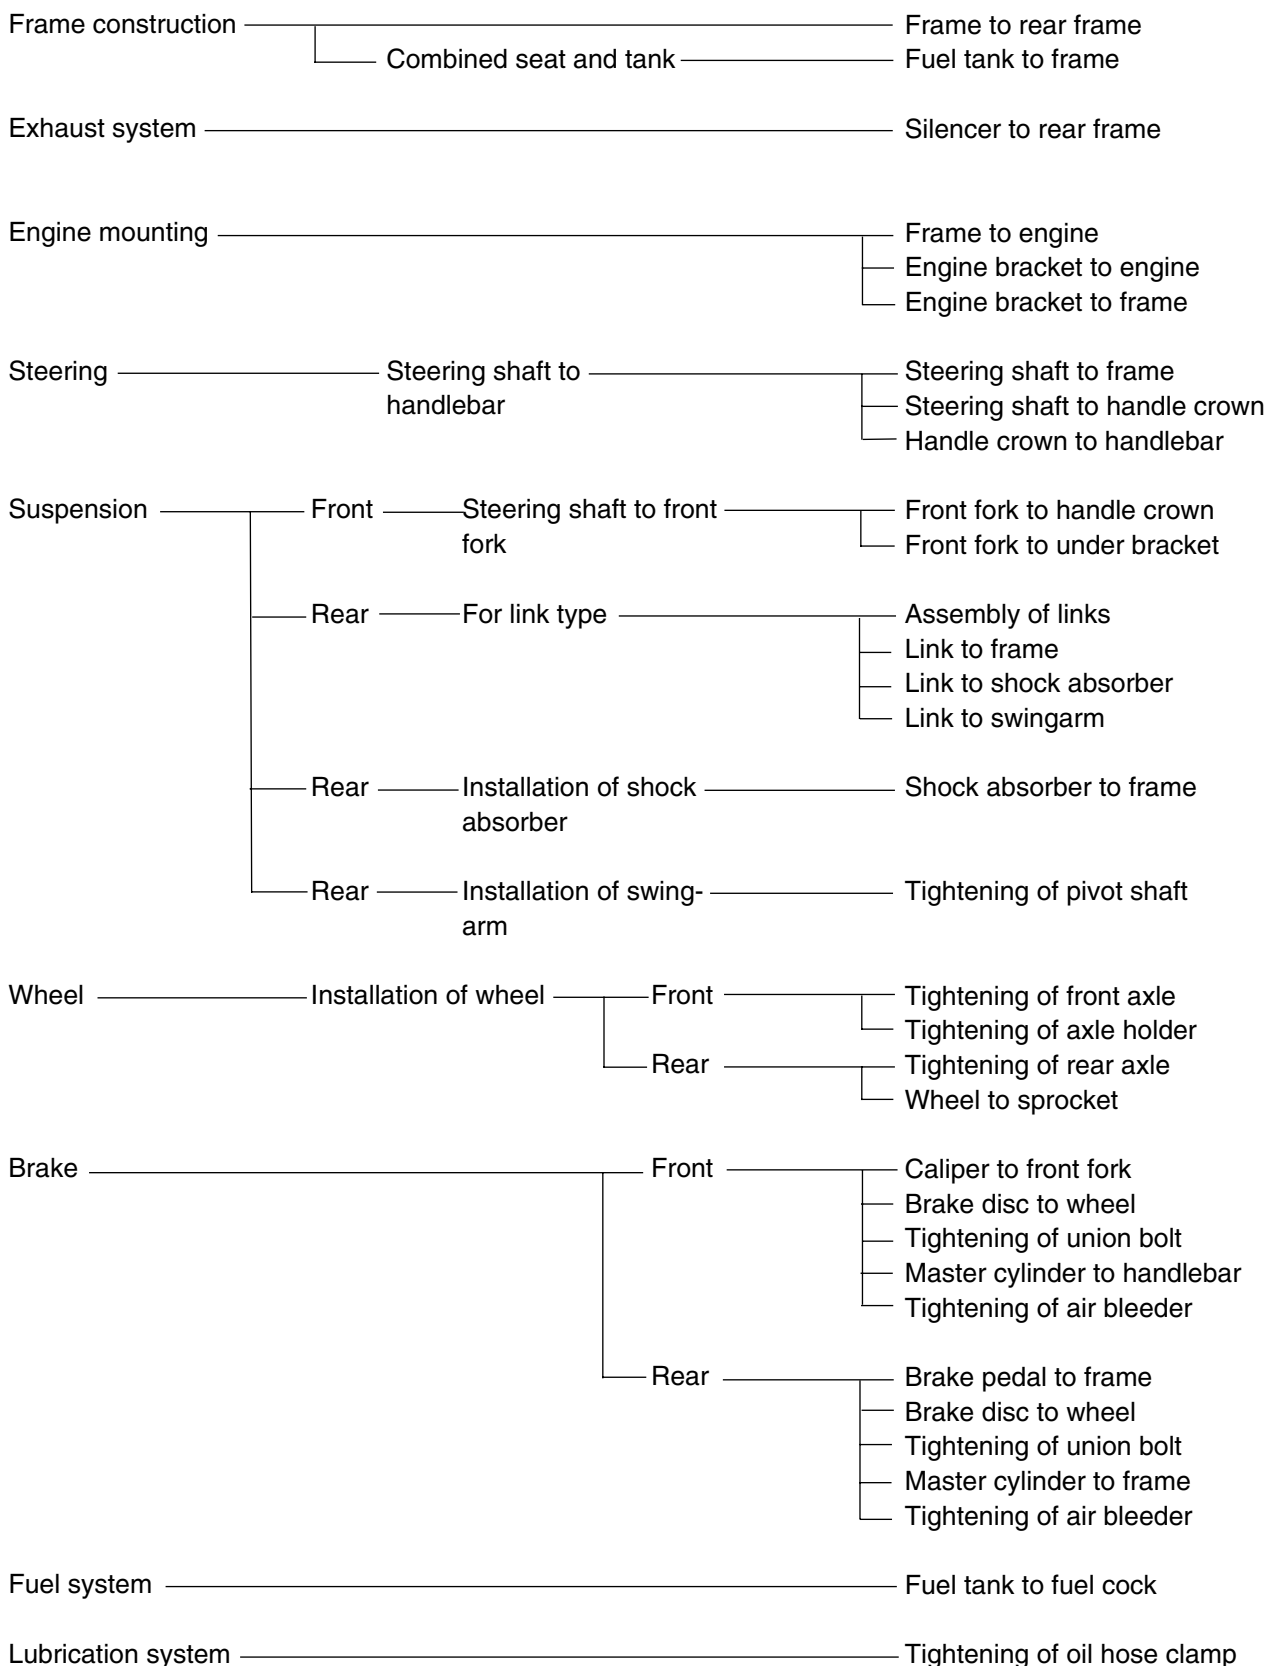 Frame construction Frame to rear frame
Combined seat and tank Fuel tank to frame
Exhaust system Silencer to rear frame
Engine mounting Frame to engine
Engine bracket to engine
Engine bracket to frame
Steering Steering shaft to Steering shaft to frame
handlebar Steering shaft to handle crown
Handle crown to handlebar
Suspension Front Steering shaft to front Front fork to handle crown
fork Front fork to under bracket
Rear For link type Assembly of links
Link to frame
Link to shock absorber
Link to swingarm
Rear Installation of shock Shock absorber to frame
absorber
Rear Installation of swing- Tightening of pivot shaft
arm
Wheel Installation of wheel Front Tightening of front axle
Tightening of axle holder
Rear Tightening of rear axle
Wheel to sprocket
Brake Front Caliper to front fork
Brake disc to wheel
Tightening of union bolt
Master cylinder to handlebar
Tightening of air bleeder
Rear Brake pedal to frame
Brake disc to wheel
Tightening of union bolt
Master cylinder to frame
Tightening of air bleeder
Fuel system Fuel tank to fuel cock
Lubrication system Tightening of oil hose clamp